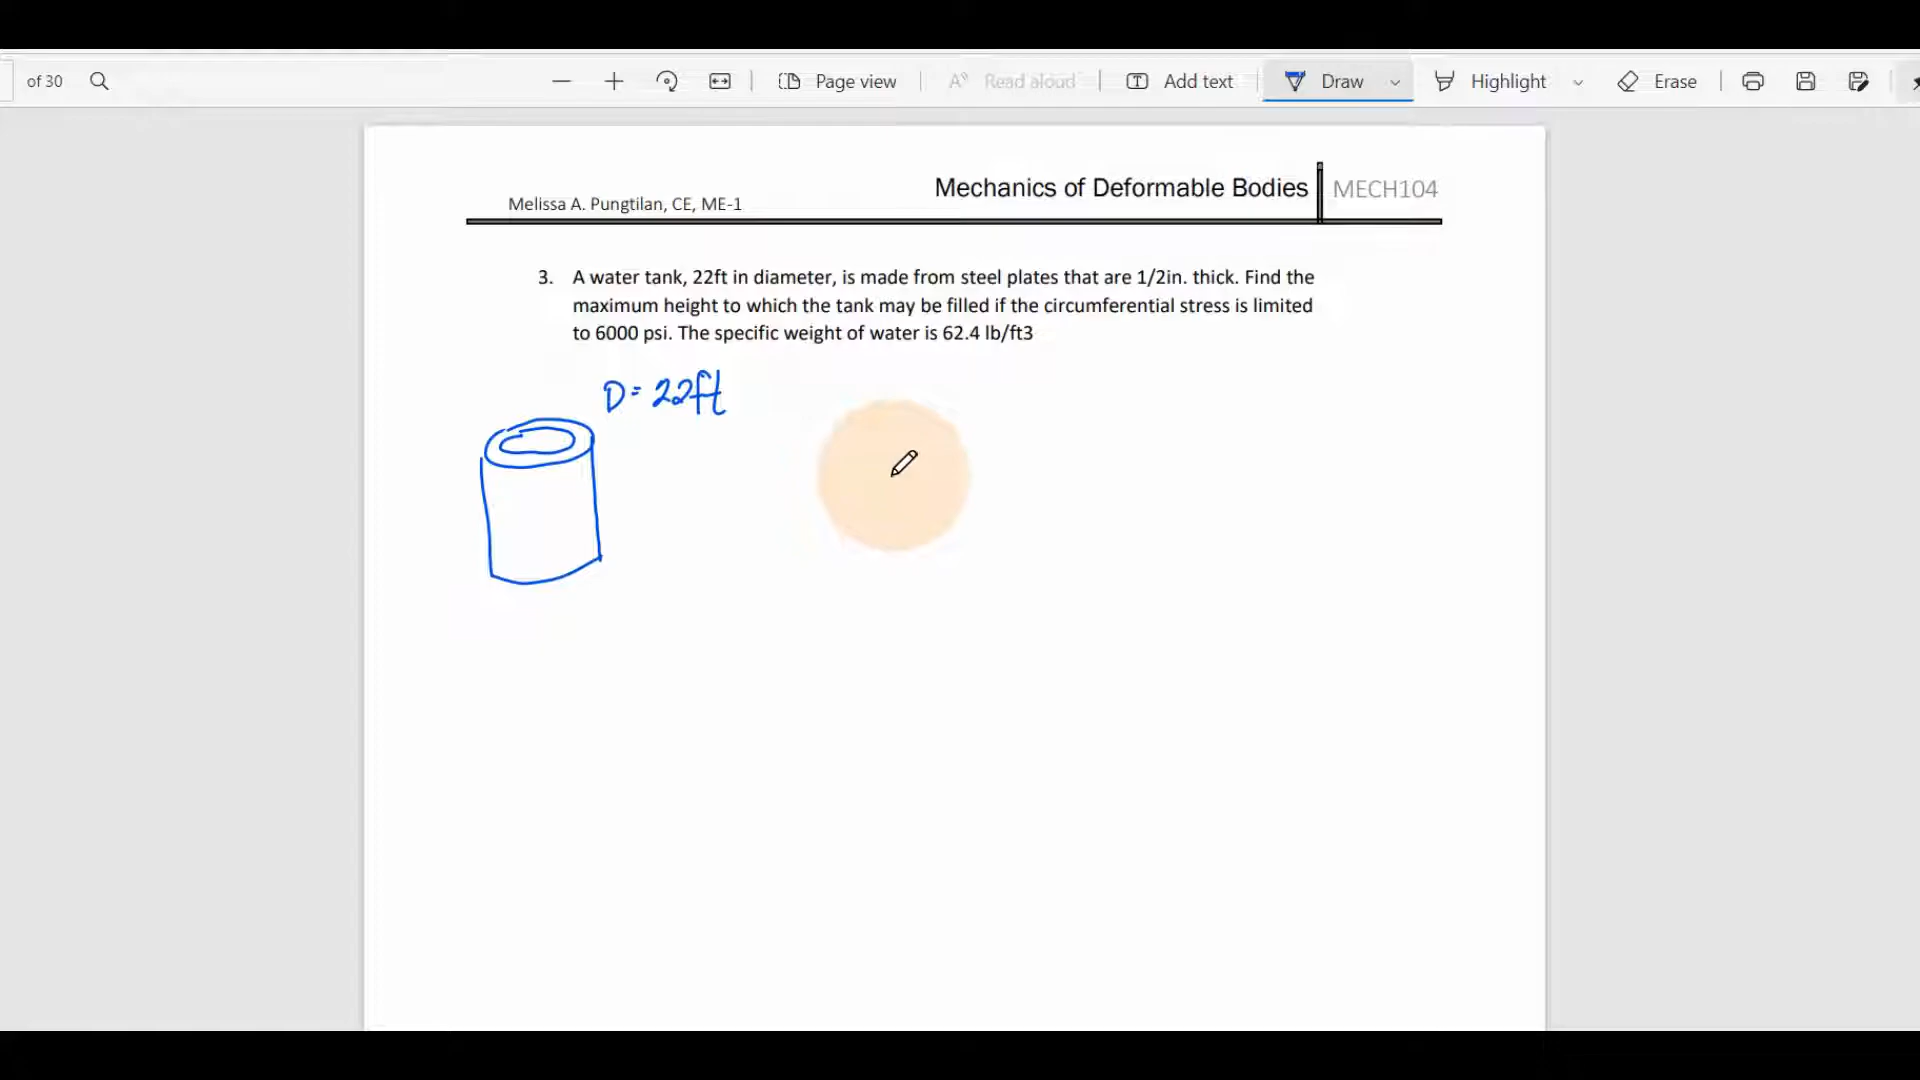 of 30
Page view
Read aloud
Add text
Draw
Highlight
Erase
Mechanics of Deformable Bodies
MECH104
Melissa A. Pungtilan, CE, ME-1
3. A water tank, 22ft in diameter, is made from steel plates that are 1/2in. thick. Find the
maximum height to which the tank may be filled if the circumferential stress is limited
to 6000 psi. The specific weight of water is 62.4 lb/ft3
D = 22ft